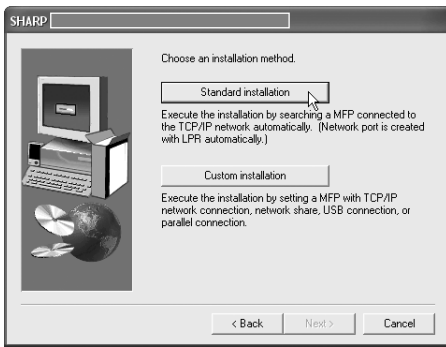 SHARP
Choose an installation method.
Standard installation
Execute the installation by searching a MFP connected to
the TCP/IP network automatically. (Network port is created
with LPR automatically.)
Custom installation
Execute the installation by setting a MFP with TCP/IP
network connection, network share, USB connection, or
parallel connection.
< Back
Next >
Cancel